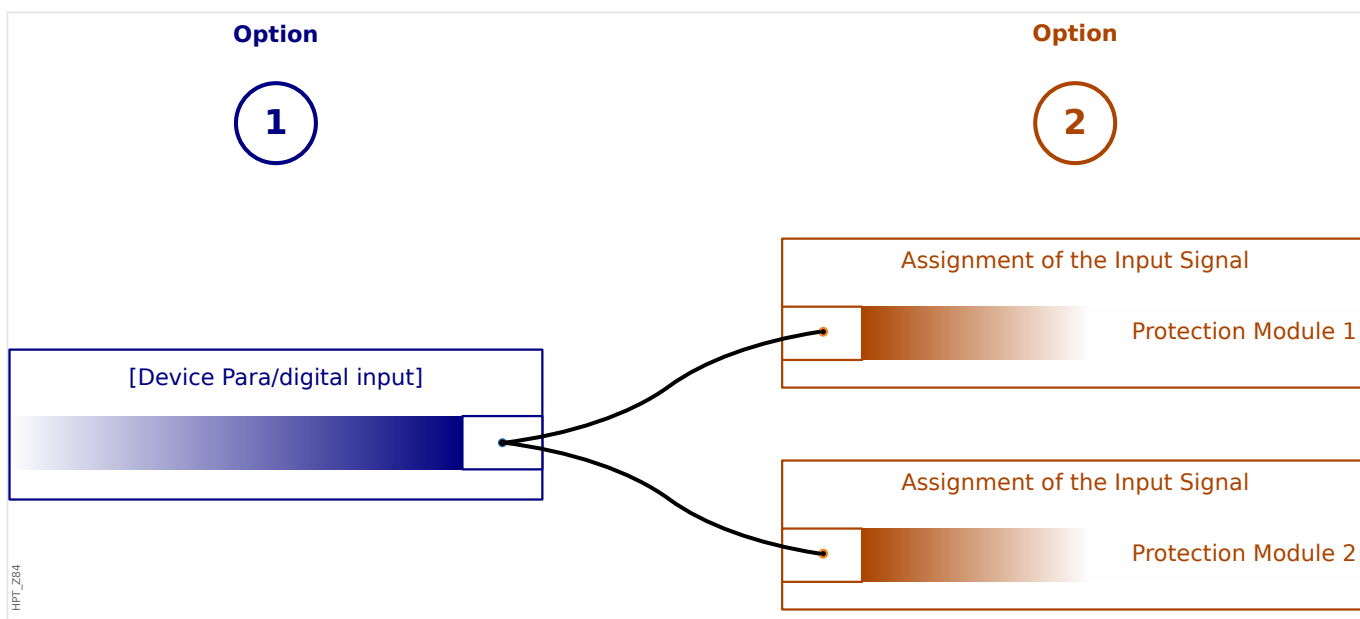 Option
1
Option
2
[Device Para/digital input]
Assignment of the Input Signal
Protection Module 1
Assignment of the Input Signal
Protection Module 2
HPT_Z84